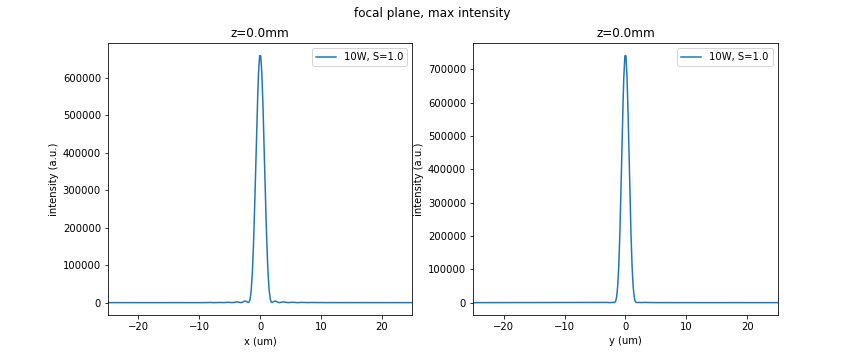 focal plane, max intensity
z=0.0mm
10W, S=1.0
600000
500000
400000
300000
200000
100000
0
intensity (a.u.)
−20
−10
0
10
20
x (um)
z=0.0mm
10W, S=1.0
700000
600000
500000
400000
300000
200000
100000
0
intensity (a.u.)
−20
−10
0
10
20
y (um)